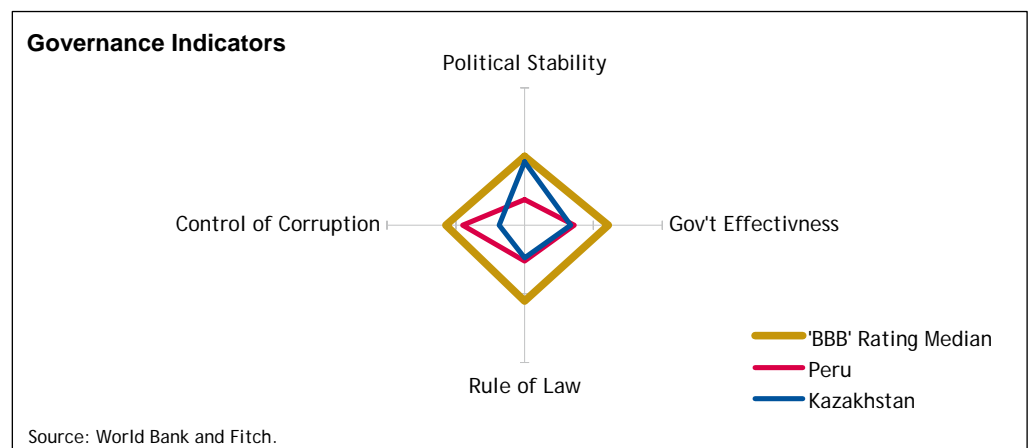 Governance Indicators
Political Stability
Control of Corruption
Gov't Effectivness
Rule of Law
'BBB' Rating Median
Peru
Kazakhstan
Source: World Bank and Fitch.